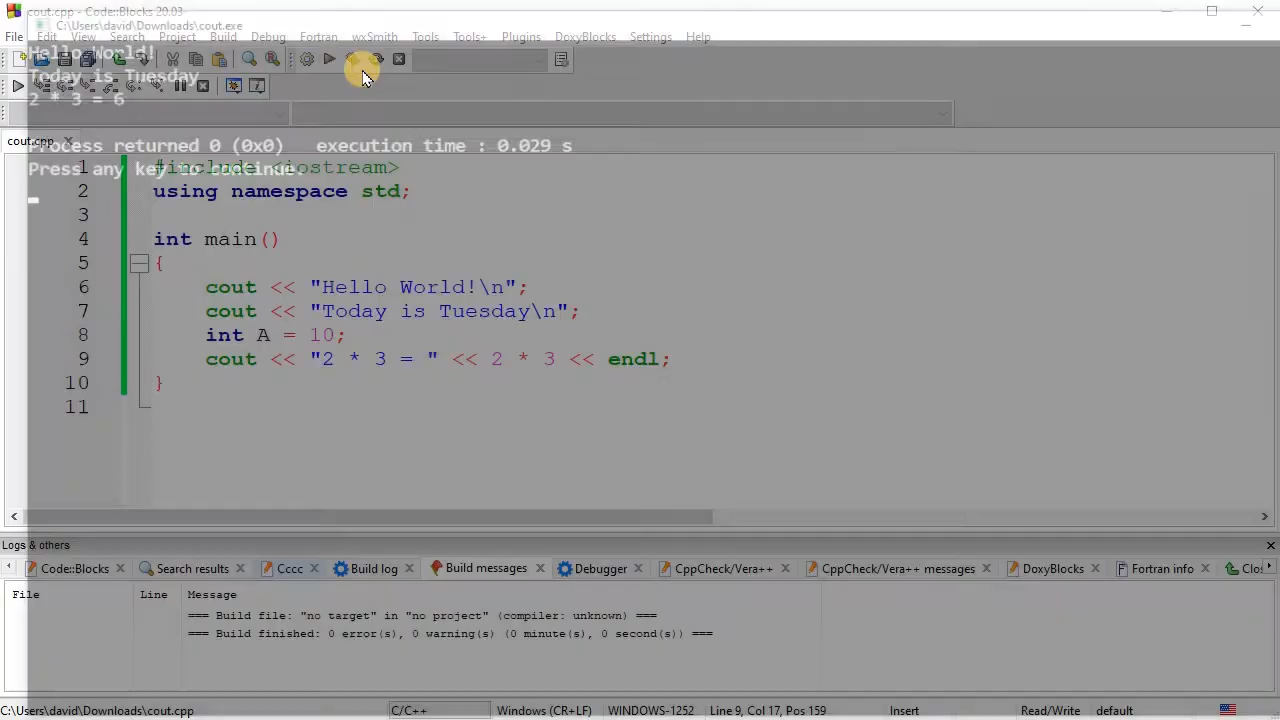 cout.cpp - Code::Blocks 20.03
C:\Users\david\Downloads\cout.exe
File Edit View Search Project Build Debug Fortran wxSmith Tools Tools+ Plugins DoxyBlocks Settings Help
Hello World!
Today is Tuesday
2 * 3 = 6
cout.cpp
Process returned 0 (0x0)   execution time : 0.029 s
Press any key to continue.
1 #include <iostream>
2 using namespace std;
3
4 int main()
5 {
6 cout << "Hello World!\n";
7 cout << "Today is Tuesday\n";
8 int A = 10;
9 cout << "2 * 3 = " << 2 * 3 << endl;
10 }
11
Logs & others
Code::Blocks Search results Cccc Build log Build messages Debugger CppCheck/Vera++ CppCheck/Vera++ messages DoxyBlocks Fortran info Clos
File Line Message
=== Build file: "no target" in "no project" (compiler: unknown) ===
=== Build finished: 0 error(s), 0 warning(s) (0 minute(s), 0 second(s)) ===
C:\Users\david\Downloads\cout.cpp C/C++ Windows (CR+LF) WINDOWS-1252 Line 9, Col 17, Pos 159 Insert Read/Write default